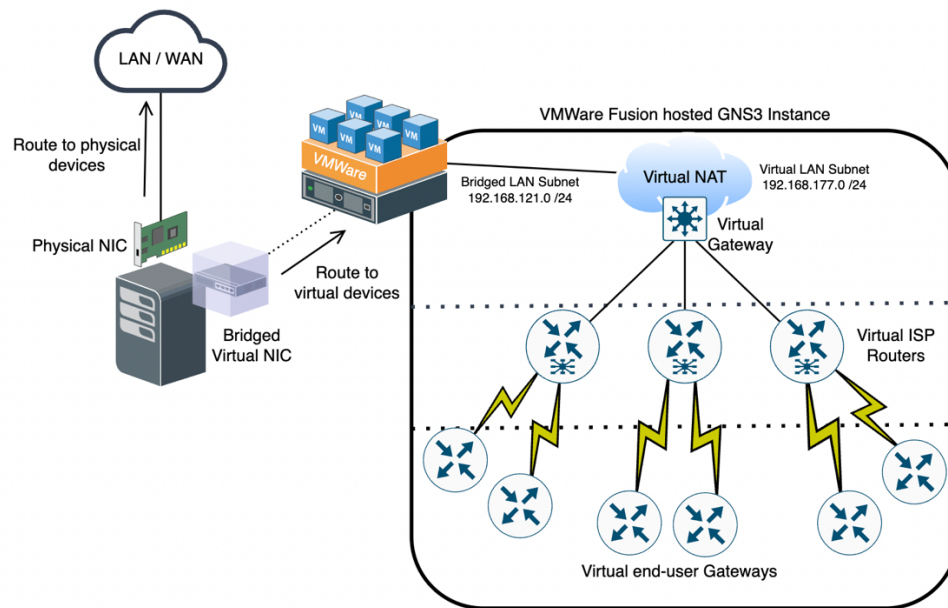 LAN / WAN
Route to physical
devices
Physical NIC
Bridged
Virtual NIC
Route to
virtual devices
VM
VM
VM
VM
VM
VM
VMWare
VMWare Fusion hosted GNS3 Instance
Bridged LAN Subnet
192.168.121.0 /24
Virtual NAT
Virtual LAN Subnet
192.168.177.0 /24
Virtual
Gateway
Virtual ISP
Routers
Virtual end-user Gateways